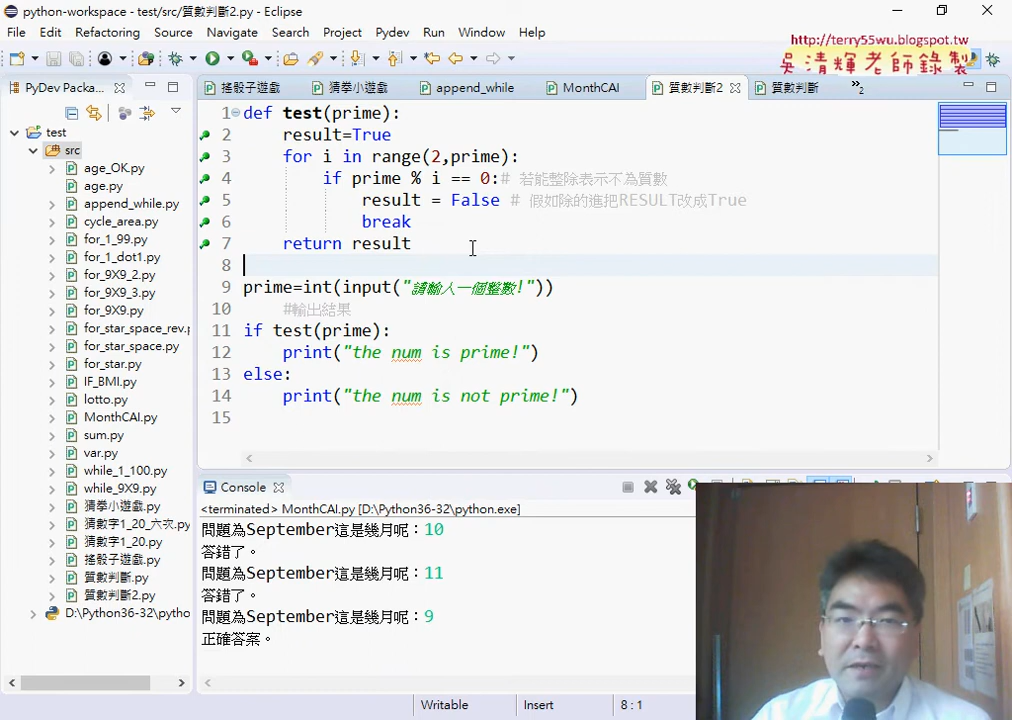 python-workspace - test/src/質數判斷2.py - Eclipse
File Edit Refactoring Source Navigate Search Project Pydev Run Window Help
http://terry55wu.blogspot.tw
吳清輝老師錄製
PyDev Packa...
搖骰子遊戲
猜拳小遊戲
append_while
MonthCAI
質數判斷2
質數判斷
»2
test
src
age_OK.py
age.py
append_while.py
cycle_area.py
for_1_99.py
for_1_dot1.py
for_9X9_2.py
for_9X9_3.py
for_9X9.py
for_star_space_rev.p
for_star_space.py
for_star.py
IF_BMI.py
lotto.py
MonthCAI.py
sum.py
var.py
while_1_100.py
while_9X9.py
猜拳小遊戲.py
猜數字1_20_六次.py
猜數字1_20.py
搖骰子遊戲.py
質數判斷.py
質數判斷2.py
D:\Python36-32\pytho
1 def test(prime):
2 result=True
3 for i in range(2,prime):
4 if prime % i == 0:# 若能整除表示不為質數
5 result = False # 假如除的進把RESULT改成True
6 break
7 return result
8
9 prime=int(input("請輸入一個整數!"))
10 #輸出結果
11 if test(prime):
12 print("the num is prime!")
13 else:
14 print("the num is not prime!")
15
Console
<terminated> MonthCAI.py [D:\Python36-32\python.exe]
問題為September這是幾月呢：10
答錯了。
問題為September這是幾月呢：11
答錯了。
問題為September這是幾月呢：9
正確答案。
Writable Insert 8 : 1